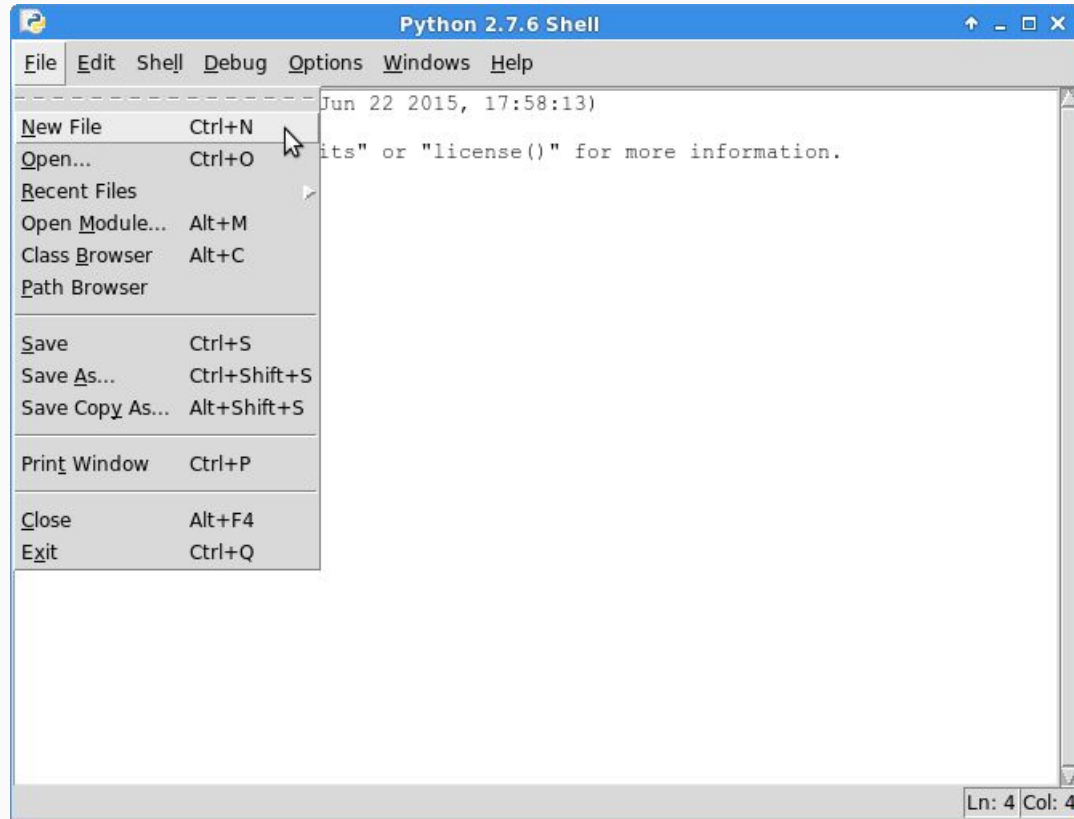 Python 2.7.6 Shell
File Edit Shell Debug Options Windows Help
Jun 22 2015, 17:58:13)
New File Ctrl+N
its" or "license()" for more information.
Open... Ctrl+O
Recent Files
Open Module... Alt+M
Class Browser Alt+C
Path Browser
Save Ctrl+S
Save As... Ctrl+Shift+S
Save Copy As... Alt+Shift+S
Print Window Ctrl+P
Close Alt+F4
Exit Ctrl+Q
Ln: 4 Col: 4